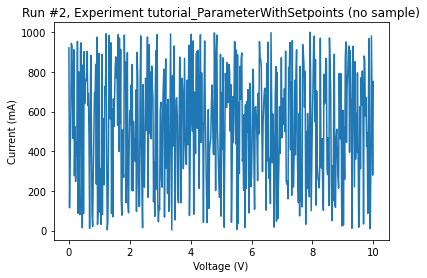 Run #2, Experiment tutorial_ParameterWithSetpoints (no sample)
1000
800
600
400
200
0
Current (mA)
0 2 4 6 8 10
Voltage (V)